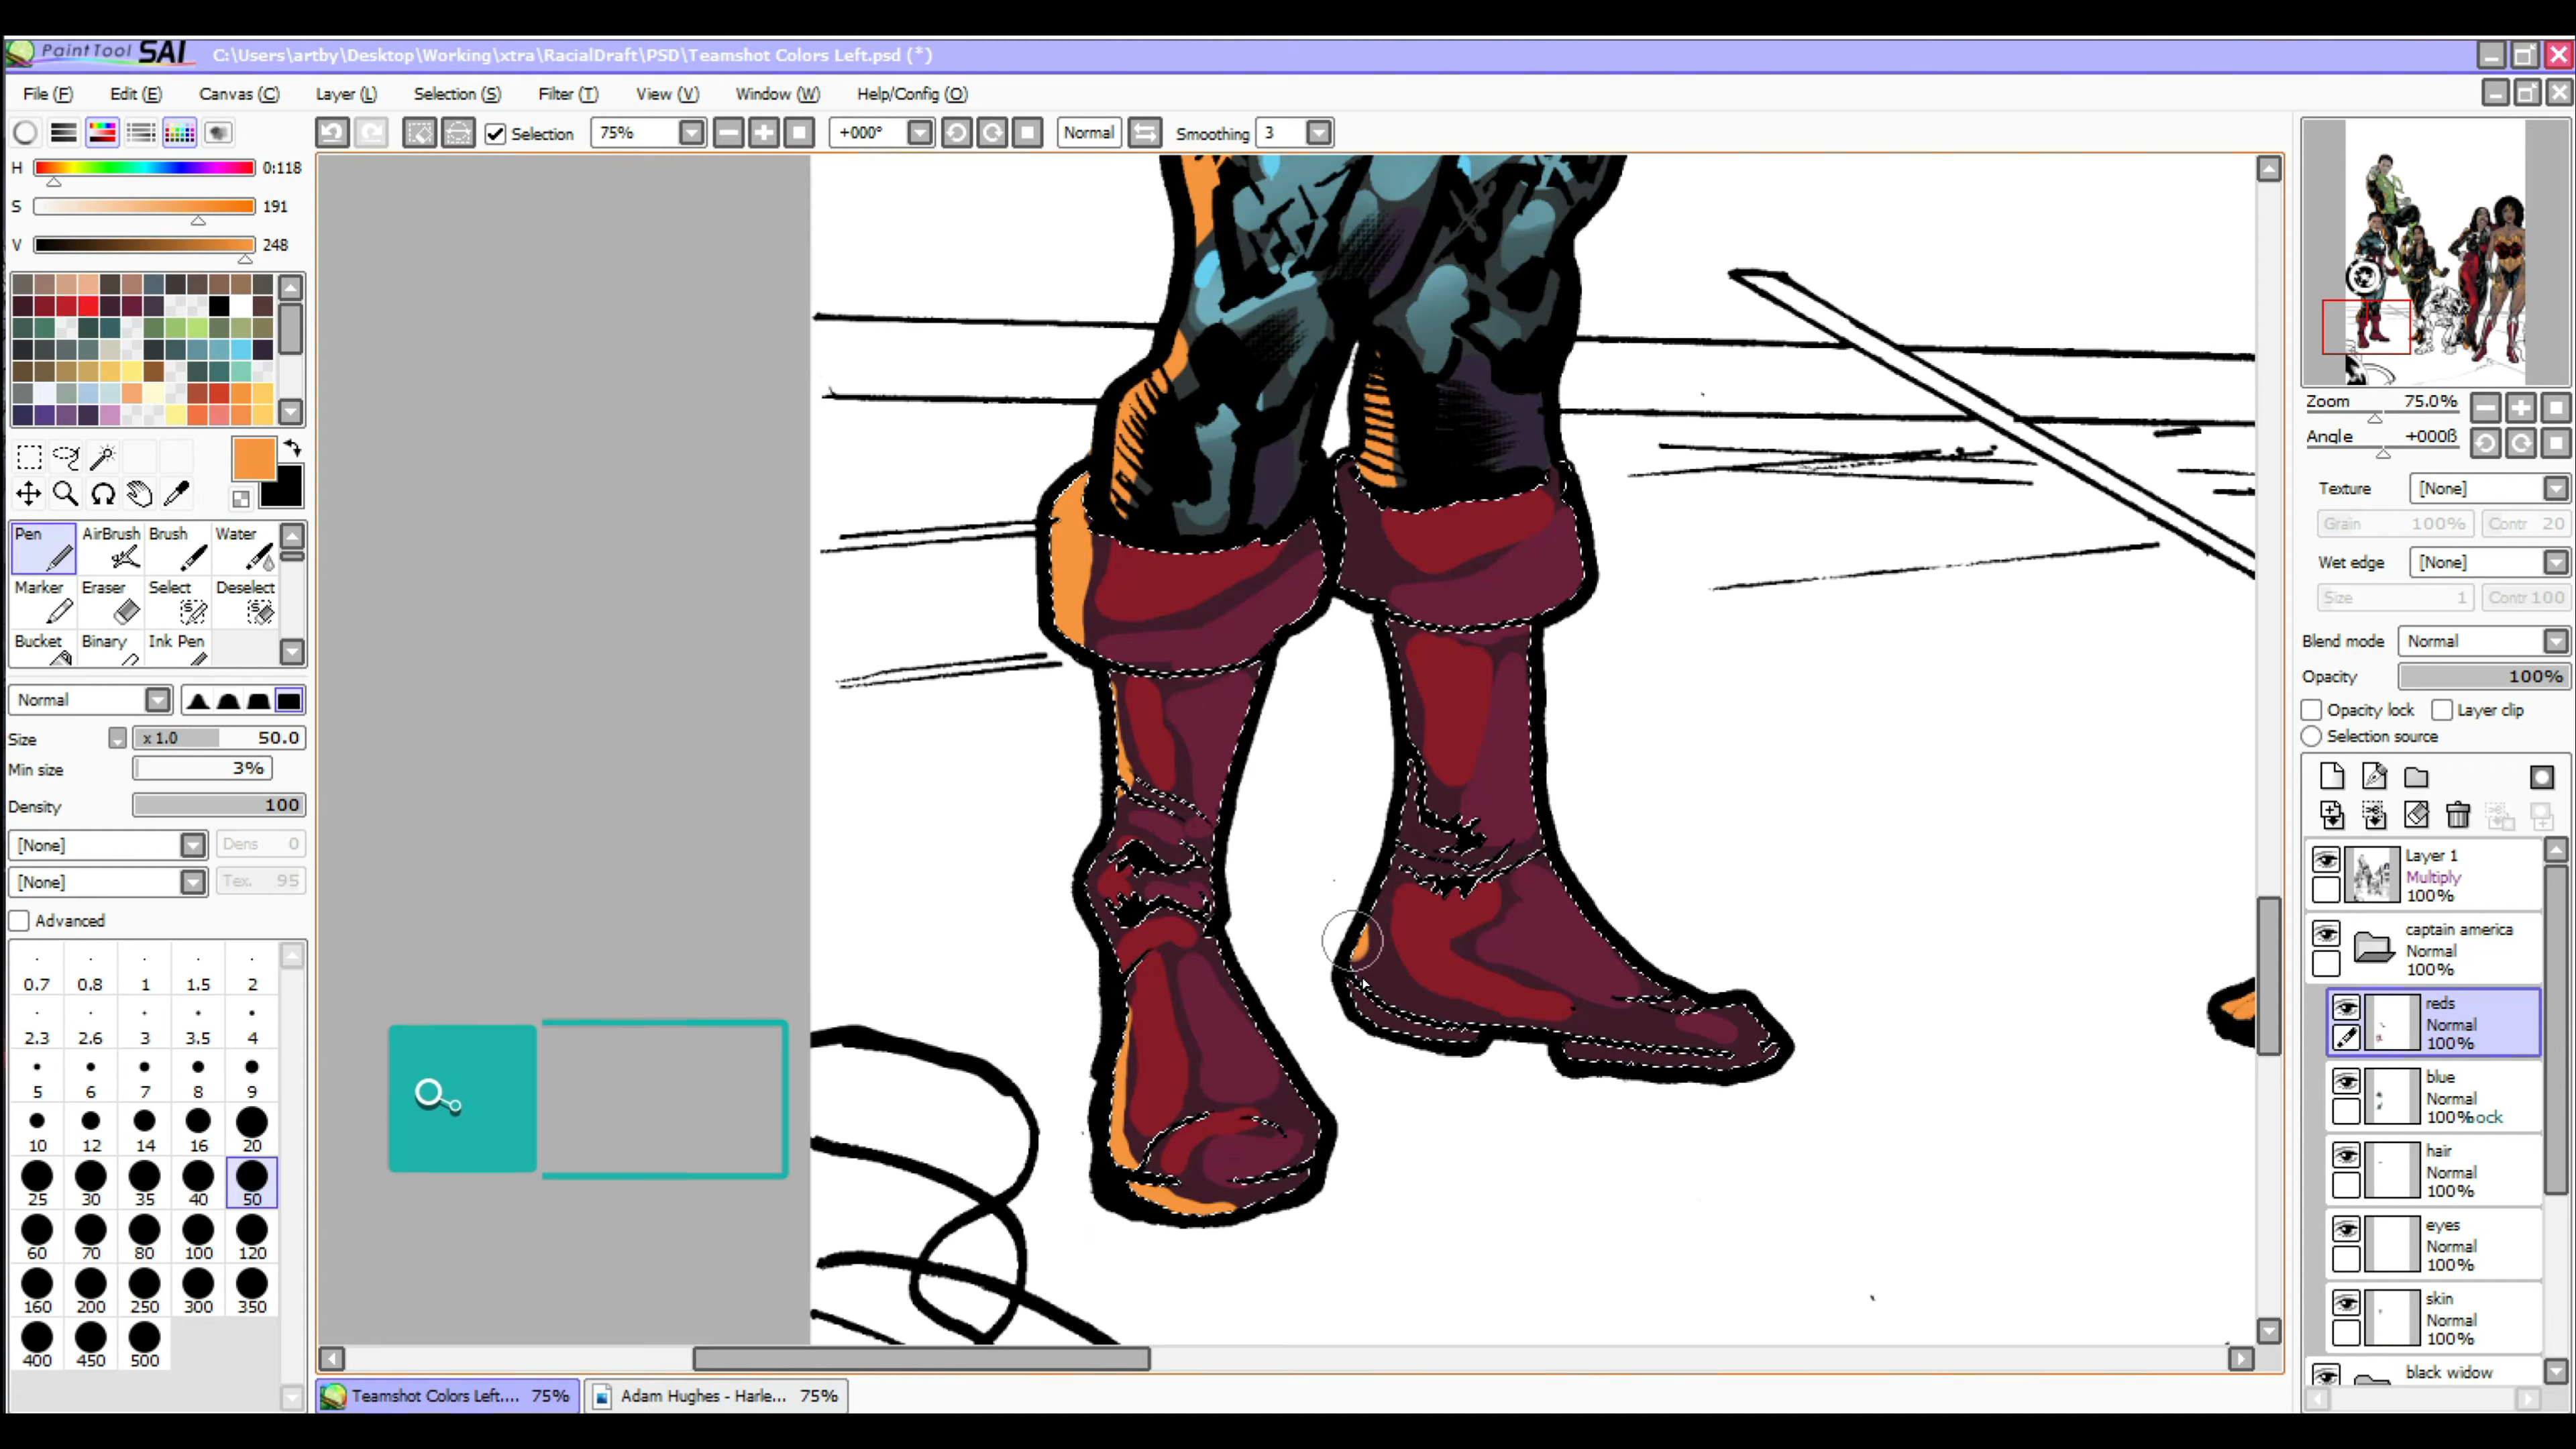 PaintTool SAI C:\Users\artby\Desktop\Working\xtra\RacialDraft\PSD\Teamshot Colors Left.psd (*)
File (F) Edit (E) Canvas (C) Layer (L) Selection (S) Filter (T) View (V) Window (W) Help/Config (O)
Selection 75% +000° Normal Smoothing 3
H 0:118
S 191
V 248
Pen AirBrush Brush Water
Marker Eraser Select Deselect
Bucket Binary Ink Pen
Normal
Size x 1.0 50.0
Min size 3%
Density 100
[None] Dens 0
[None] Tex. 95
Advanced
0.7 0.8 1 1.5 2
2.3 2.6 3 3.5 4
5 6 7 8 9
10 12 14 16 20
25 30 35 40 50
60 70 80 100 120
160 200 250 300 350
400 450 500
Zoom 75.0%
Angle +000ß
Texture [None]
Grain 100% Contr 20
Wet edge [None]
Size 1 Contr 100
Blend mode Normal
Opacity 100%
Opacity lock Layer clip
Selection source
Layer 1
Multiply
100%
captain america
Normal
100%
reds
Normal
100%
blue
Normal
100%ock
hair
Normal
100%
eyes
Normal
100%
skin
Normal
100%
black widow
Teamshot Colors Left.... 75% Adam Hughes - Harle... 75%